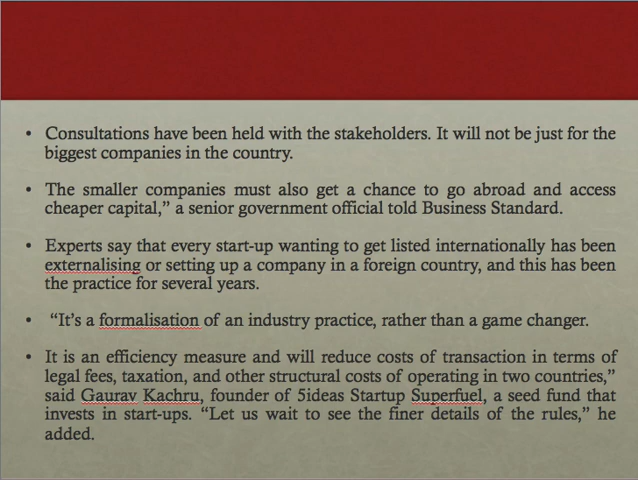 • Consultations have been held with the stakeholders. It will not be just for the
biggest companies in the country.
• The smaller companies must also get a chance to go abroad and access
cheaper capital,” a senior government official told Business Standard.
• Experts say that every start-up wanting to get listed internationally has been
externalising or setting up a company in a foreign country, and this has been
the practice for several years.
• “It’s a formalisation of an industry practice, rather than a game changer.
• It is an efficiency measure and will reduce costs of transaction in terms of
legal fees, taxation, and other structural costs of operating in two countries,”
said Gaurav Kachru, founder of 5ideas Startup Superfuel, a seed fund that
invests in start-ups. “Let us wait to see the finer details of the rules,” he
added.